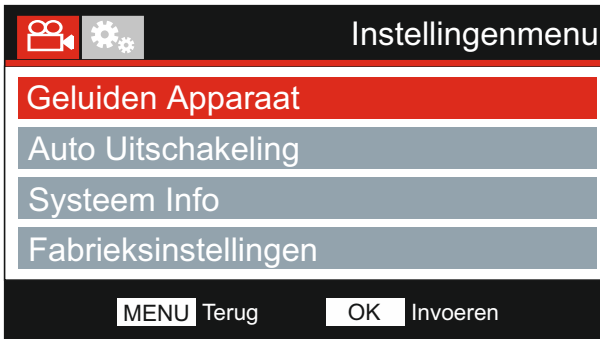 Instellingenmenu
Geluiden Apparaat
Auto Uitschakeling
Systeem Info
Fabrieksinstellingen
MENU Terug OK Invoeren